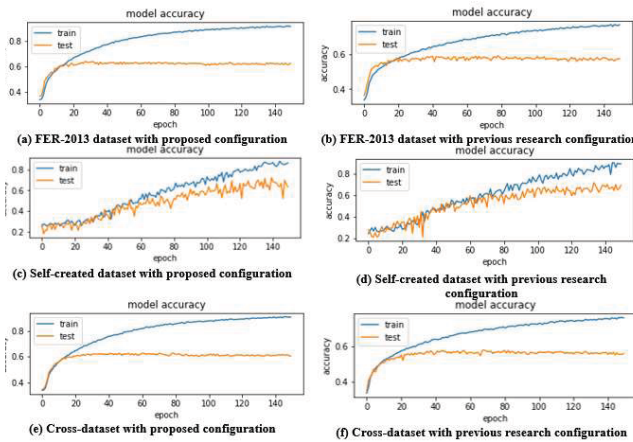 model accuracy
train
test
0.8
0.6
0.4
0 20 40 60 80 100 120 140
epoch
(a) FER-2013 dataset with proposed configuration
model accuracy
train
test
accuracy
0.6
0.4
0 20 40 60 80 100 120 140
epoch
(b) FER-2013 dataset with previous research configuration
model accuracy
train
test
0.8
0.6
0.4
0.2
0 20 40 60 80 100 120 140
(c) Self-created dataset with proposed configuration
model accuracy
train
test
accuracy
0.8
0.6
0.4
0.2
0 20 40 60 80 100 120 140
(d) Self-created dataset with previous research
configuration
model accuracy
train
test
0.8
0.6
0.4
0 20 40 60 80 100 120 140
epoch
(e) Cross-dataset with proposed configuration
model accuracy
train
test
accuracy
0.6
0.4
0 20 40 60 80 100 120 140
epoch
(f) Cross-dataset with previous research configuration